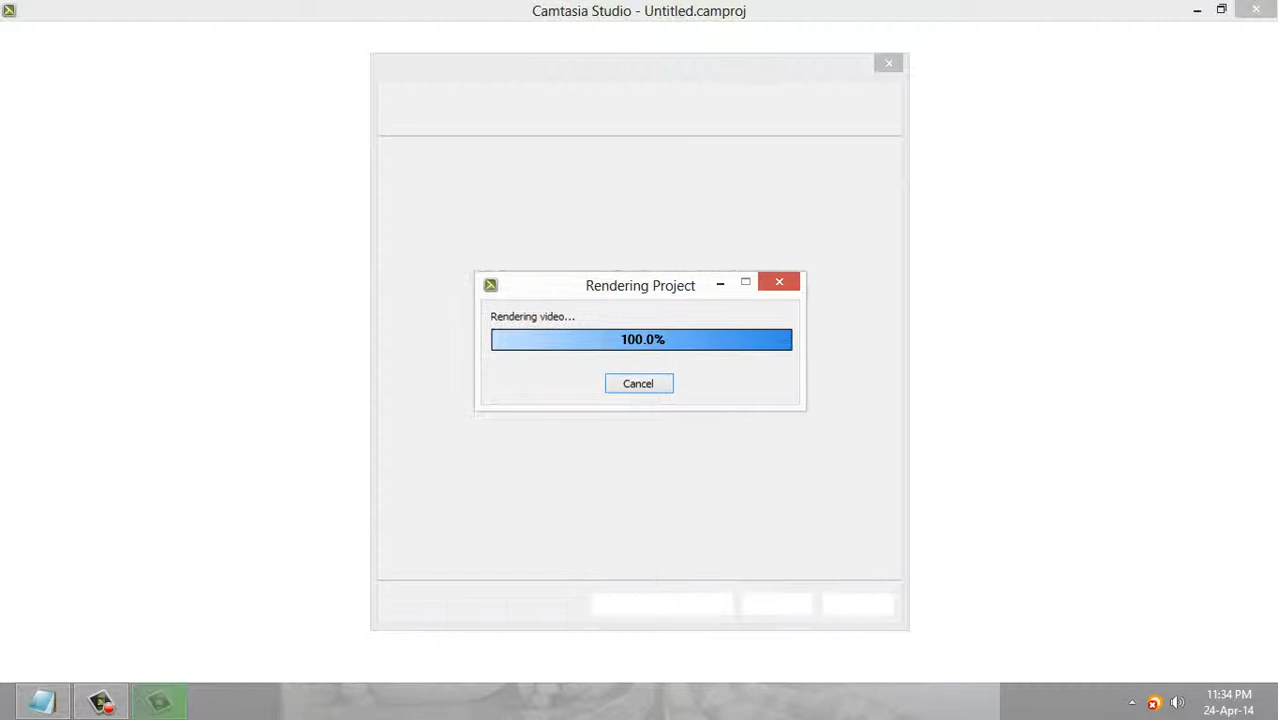 Camtasia Studio - Untitled.camproj
Rendering Project
Rendering video...
100.0%
Cancel
11:34 PM
24-Apr-14